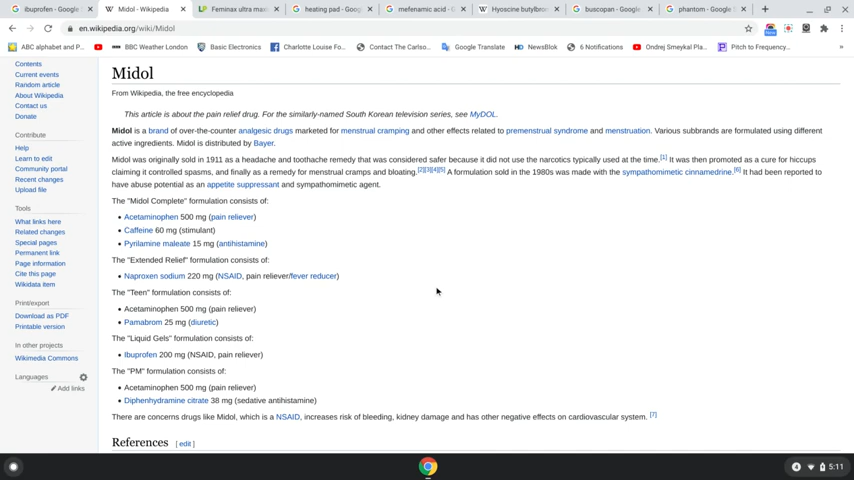 ibuprofen - Google
Midol - Wikipedia
Feminax ultra max
heating pad - Goog
mefenamic acid - G
Hyoscine butylbrom
buscopan - Google
phantom - Google S
en.wikipedia.org/wiki/Midol
New
ABC alphabet and P...
BBC Weather London
Basic Electronics
Charlotte Louise Fo...
Contact The Carlso...
Google Translate
NewsBlok
6 Notifications
Ondrej Smeykal Pla...
Pitch to Frequency...
»
Contents
Current events
Random article
About Wikipedia
Contact us
Donate
Contribute
Help
Learn to edit
Community portal
Recent changes
Upload file
Tools
What links here
Related changes
Special pages
Permanent link
Page information
Cite this page
Wikidata item
Print/export
Download as PDF
Printable version
In other projects
Wikimedia Commons
Languages
Add links
Midol
From Wikipedia, the free encyclopedia
This article is about the pain relief drug. For the similarly-named South Korean television series, see MyDOL.
Midol is a brand of over-the-counter analgesic drugs marketed for menstrual cramping and other effects related to premenstrual syndrome and menstruation. Various subbrands are formulated using different
active ingredients. Midol is distributed by Bayer.
Midol was originally sold in 1911 as a headache and toothache remedy that was considered safer because it did not use the narcotics typically used at the time.[1] It was then promoted as a cure for hiccups
claiming it controlled spasms, and finally as a remedy for menstrual cramps and bloating.[2][3][4][5] A formulation sold in the 1980s was made with the sympathomimetic cinnamedrine.[6] It had been reported to
have abuse potential as an appetite suppressant and sympathomimetic agent.
The "Midol Complete" formulation consists of:
• Acetaminophen 500 mg (pain reliever)
• Caffeine 60 mg (stimulant)
• Pyrilamine maleate 15 mg (antihistamine)
The "Extended Relief" formulation consists of:
• Naproxen sodium 220 mg (NSAID, pain reliever/fever reducer)
The "Teen" formulation consists of:
• Acetaminophen 500 mg (pain reliever)
• Pamabrom 25 mg (diuretic)
The "Liquid Gels" formulation consists of:
• Ibuprofen 200 mg (NSAID, pain reliever)
The "PM" formulation consists of:
• Acetaminophen 500 mg (pain reliever)
• Diphenhydramine citrate 38 mg (sedative antihistamine)
There are concerns drugs like Midol, which is a NSAID, increases risk of bleeding, kidney damage and has other negative effects on cardiovascular system. [7]
References [ edit ]
4
5:11